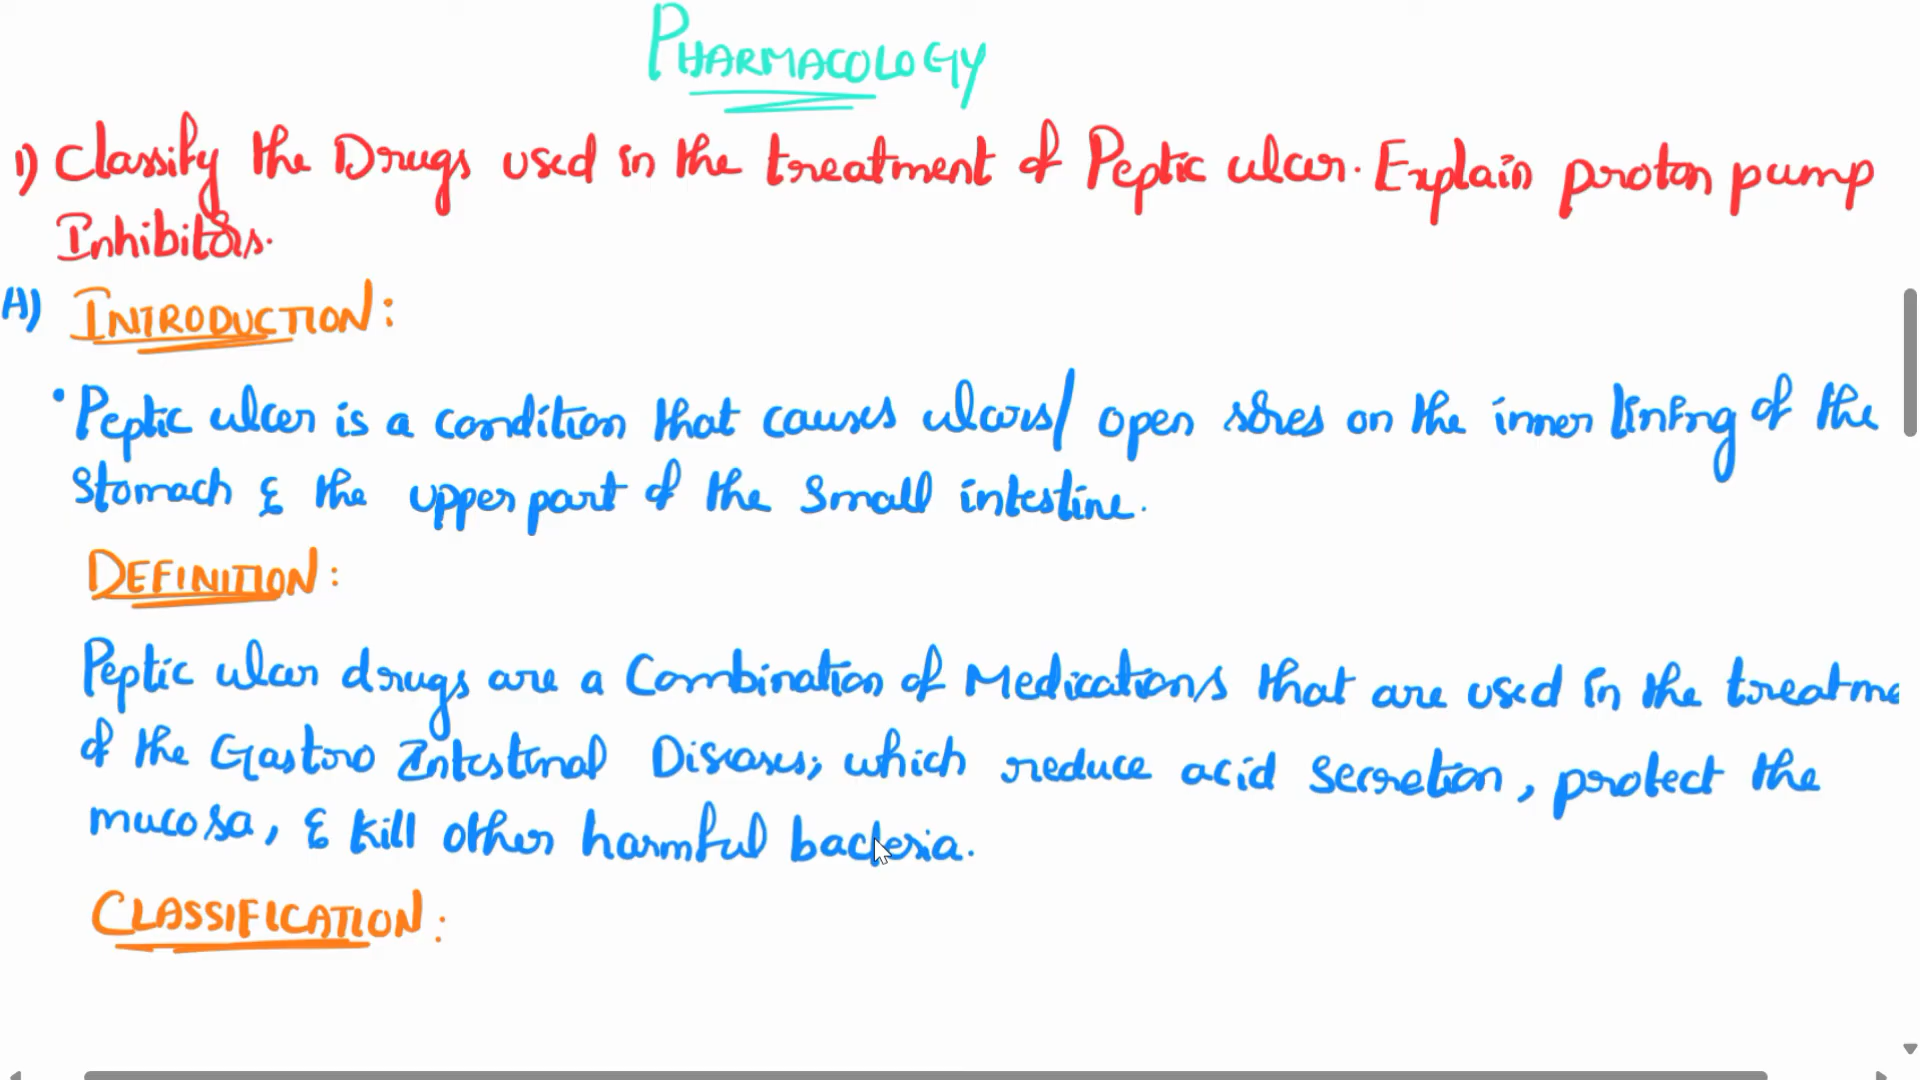 PHARMACOLOGY
1) Classify the Drugs used in the treatment of Peptic ulcer. Explain proton pump
Inhibitors.
A) INTRODUCTION:
• Peptic ulcer is a condition that causes ulcers/ open sores on the inner lining of the
Stomach & the upper part of the small intestine.
DEFINITION:
Peptic ulcer drugs are a Combination of Medications that are used in the treatme
of the Gastro Intestinal Diseases; which reduce acid secretion, protect the
mucosa, & kill other harmful bacteria.
CLASSIFICATION: